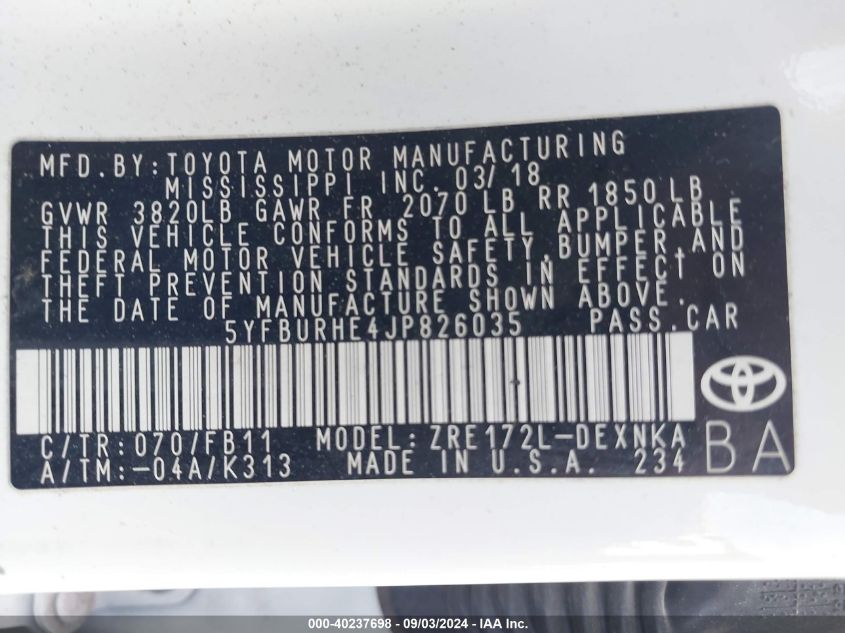 MFD.BY:TOYOTA MOTOR MANUFACTURING
MISSISSIPPI INC. 03/18
GVWR 3820LB GAWR FR 2070 LB RR 1850 LB
THIS VEHICLE CONFORMS TO ALL APPLICABLE
FEDERAL MOTOR VEHICLE SAFETY,BUMPER,AND
THEFT PREVENTION STANDARDS IN EFFECT ON
THE DATE OF MANUFACTURE SHOWN ABOVE.
5YFBURHE4JP826035 PASS.CAR
C/TR:070/FB11 MODEL:ZRE172L-DEXNKA
A/TM:-04A/K313 MADE IN U.S.A. 234
BA
000-40237698 - 09/03/2024 - IAA Inc.